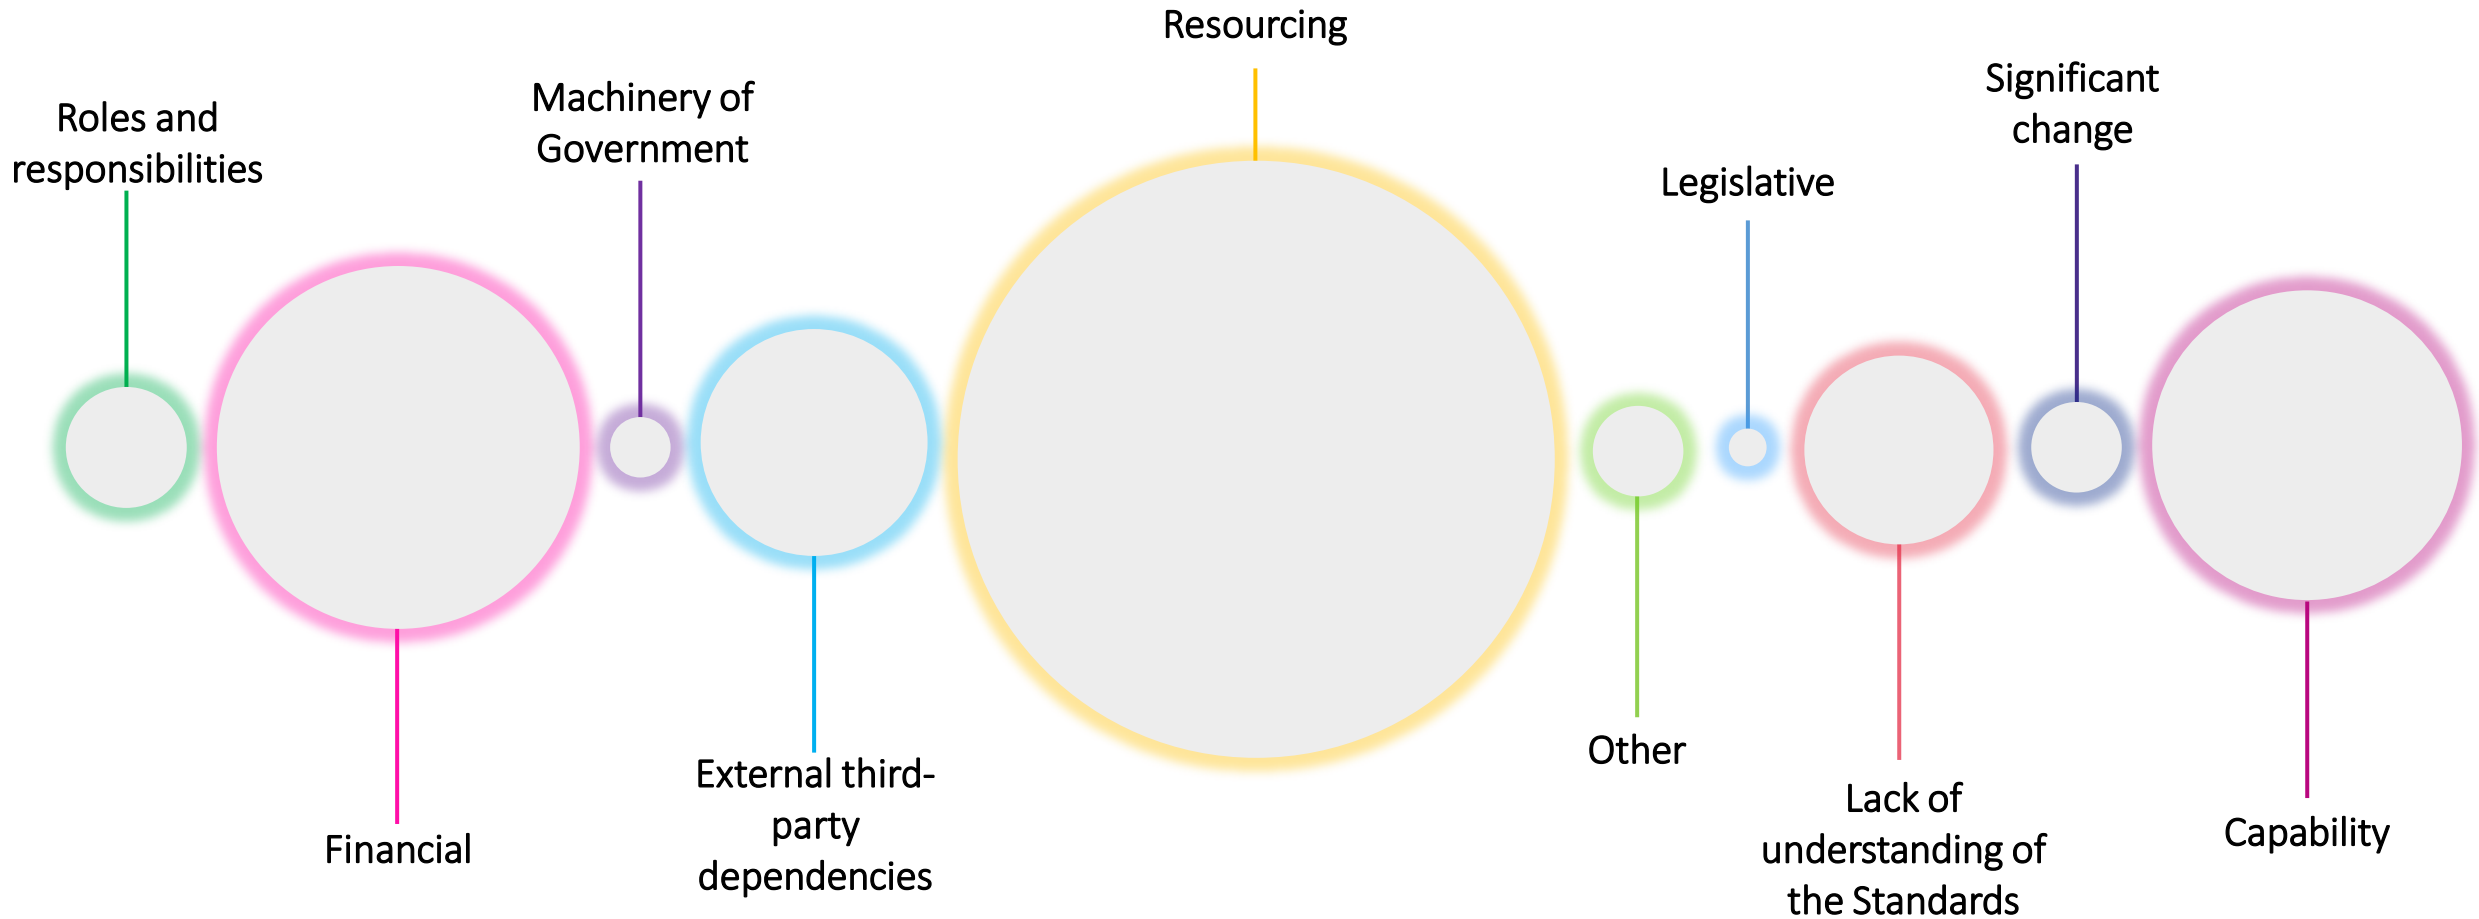 Roles and
responsibilities
Financial
Machinery of
Government
External third-
party
dependencies
Resourcing
Other
Legislative
Lack of
understanding of
the Standards
Significant
change
Capability